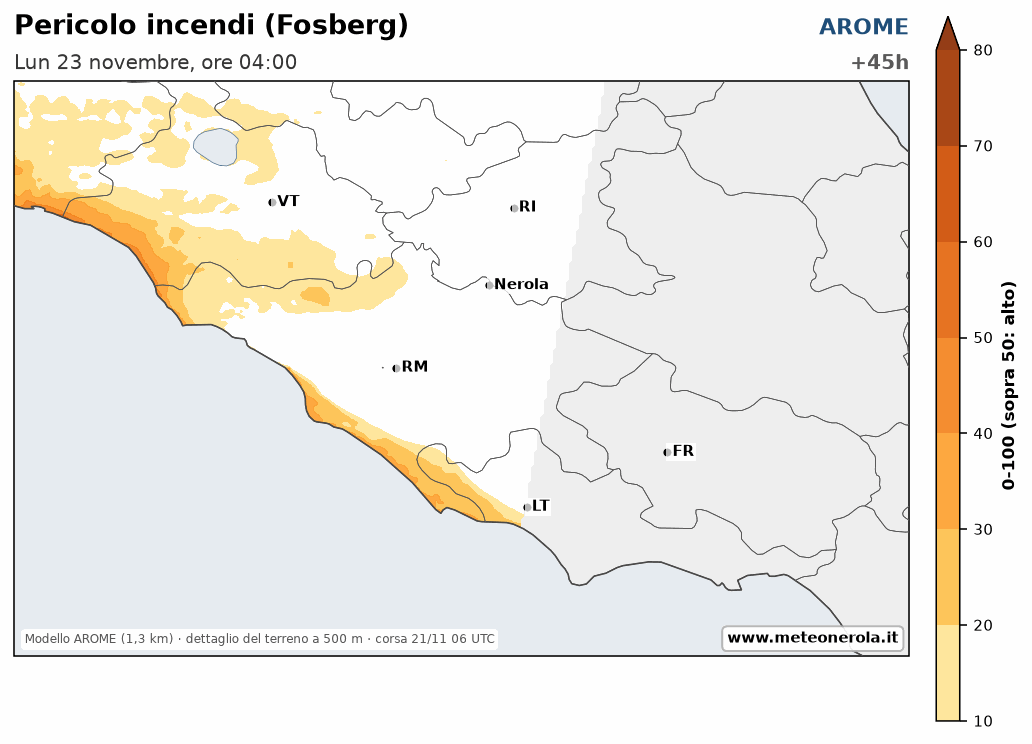 Pericolo incendi (Fosberg)
AROME
Lun 23 novembre, ore 04:00
+45h
VT
RI
Nerola
RM
FR
LT
Modello AROME (1,3 km) · dettaglio del terreno a 500 m · corsa 21/11 06 UTC
www.meteonerola.it
80
70
60
50
40
30
20
10
0-100 (sopra 50: alto)